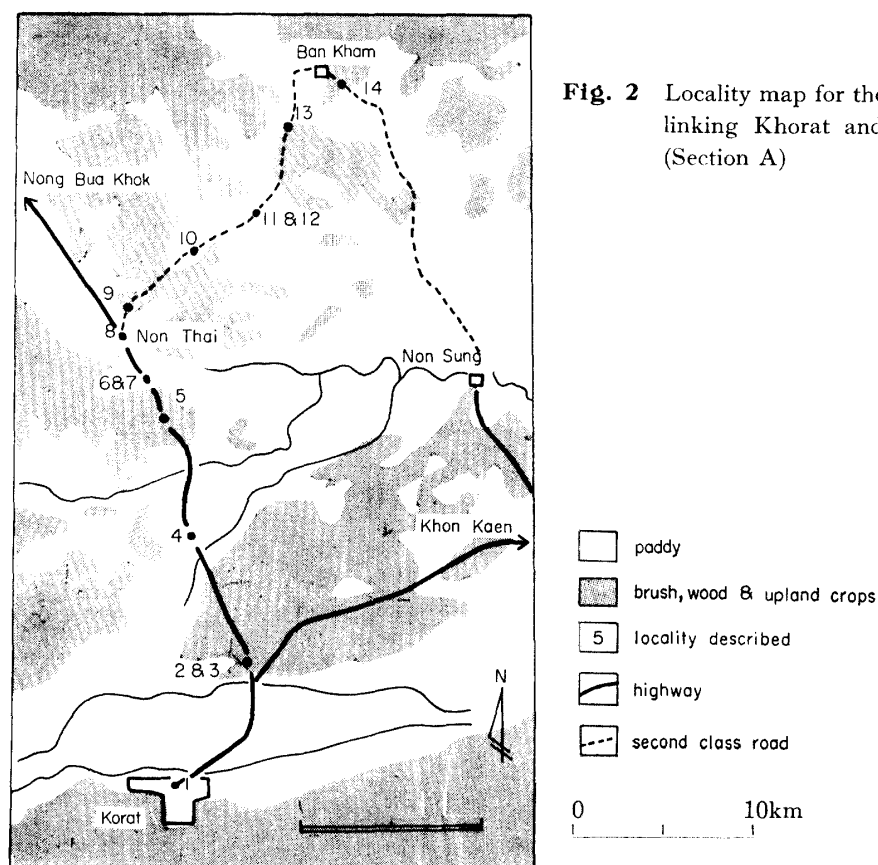 Fig. 2 Locality map for the
linking Khorat and
(Section A)
Ban Kham
14
13
Nong Bua Khok
11 & 12
10
9
8
Non Thai
Non Sung
6&7
5
Khon Kaen
4
2 & 3
N
1
Korat
paddy
brush, wood & upland crops
5 locality described
highway
second class road
0 10km